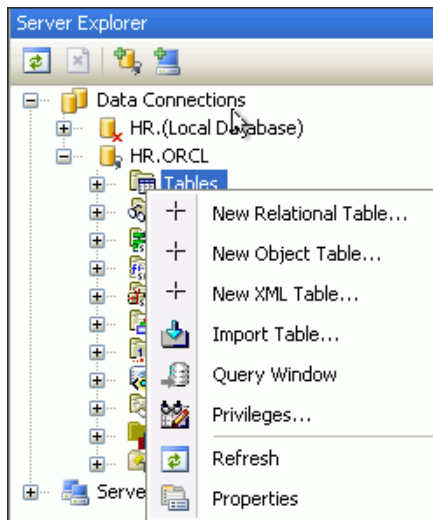 Server Explorer
Data Connections
HR.(Local Database)
HR.ORCL
Tables
New Relational Table...
New Object Table...
New XML Table...
Import Table...
Query Window
Privileges...
Refresh
Serve
Properties